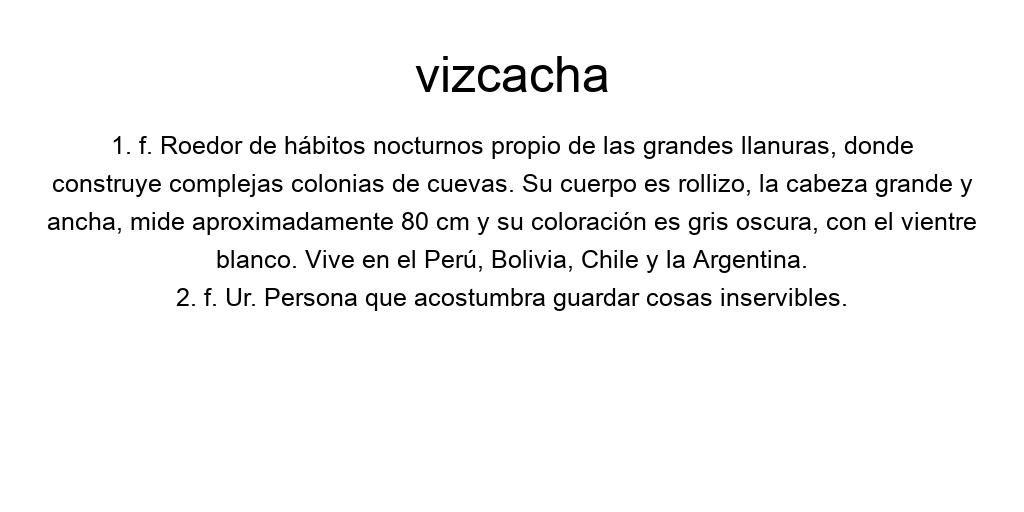 vizcacha
1. f. Roedor de hábitos nocturnos propio de las grandes llanuras, donde
construye complejas colonias de cuevas. Su cuerpo es rollizo, la cabeza grande y
ancha, mide aproximadamente 80 cm y su coloración es gris oscura, con el vientre
blanco. Vive en el Perú, Bolivia, Chile y la Argentina.
2. f. Ur. Persona que acostumbra guardar cosas inservibles.